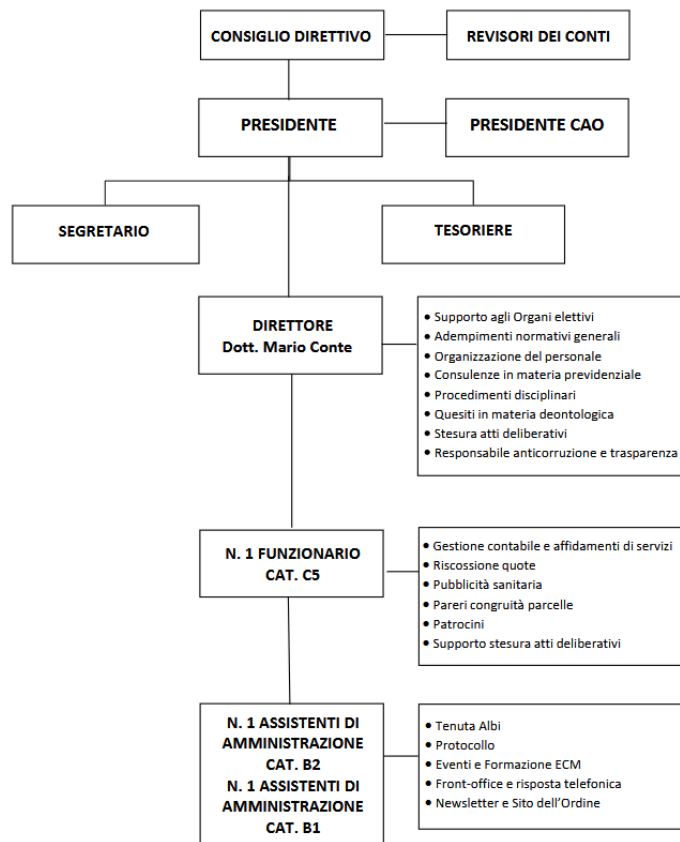 CONSIGLIO DIRETTIVO
REVISORI DEI CONTI
PRESIDENTE
PRESIDENTE CAO
SEGRETARIO
TESORIERE
DIRETTORE
Dott. Mario Conte
• Supporto agli Organi elettivi
• Adempimenti normativi generali
• Organizzazione del personale
• Consulenze in materia previdenziale
• Procedimenti disciplinari
• Quesiti in materia deontologica
• Stesura atti deliberativi
• Responsabile anticorruzione e trasparenza
N. 1 FUNZIONARIO
CAT. C5
• Gestione contabile e affidamenti di servizi
• Riscossione quote
• Pubblicità sanitaria
• Pareri congruità parcelle
• Patrocini
• Supporto stesura atti deliberativi
N. 1 ASSISTENTI DI
AMMINISTRAZIONE
CAT. B2
N. 1 ASSISTENTI DI
AMMINISTRAZIONE
CAT. B1
• Tenuta Albi
• Protocollo
• Eventi e Formazione ECM
• Front-office e risposta telefonica
• Newsletter e Sito dell'Ordine